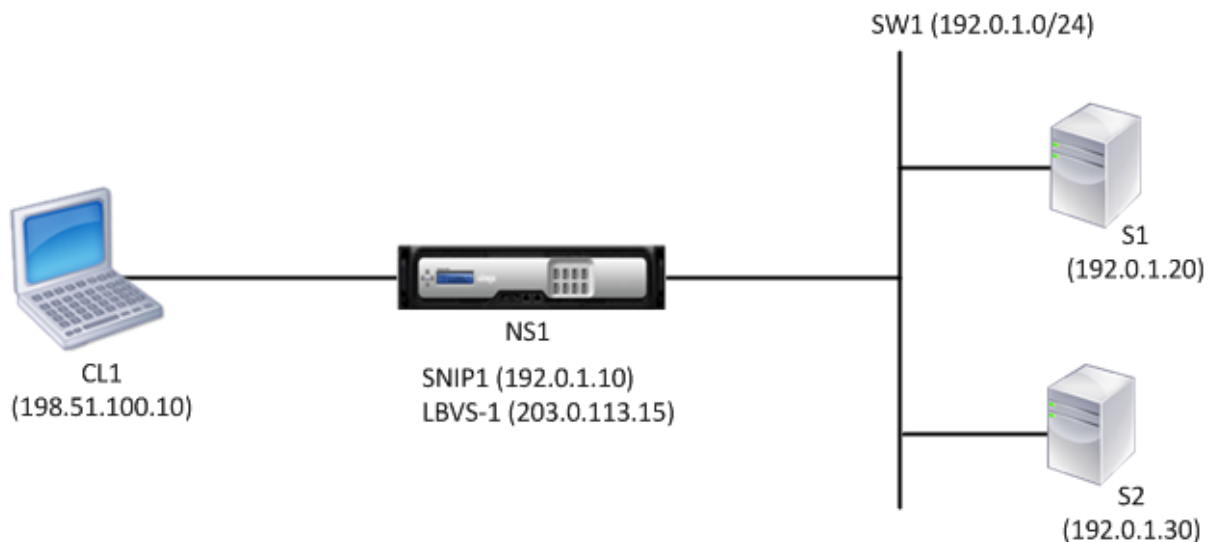 SW1 (192.0.1.0/24)
S1
(192.0.1.20)
NS1
SNIP1 (192.0.1.10)
LBVS-1 (203.0.113.15)
CL1
(198.51.100.10)
S2
(192.0.1.30)